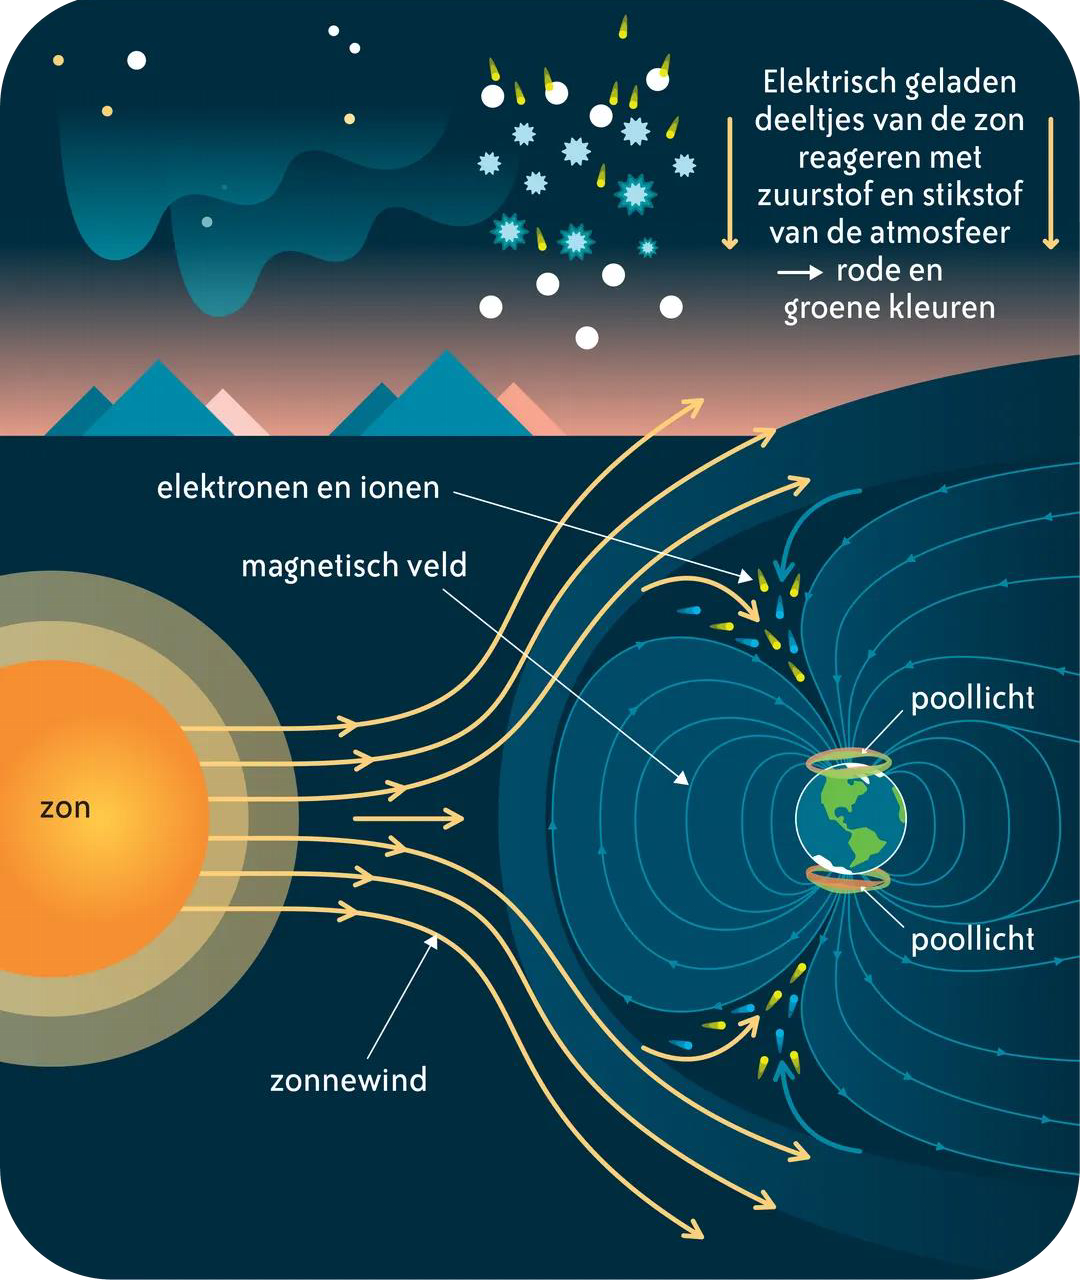 Elektrisch geladen
deeltjes van de zon
reageren met
zuurstof en stikstof
van de atmosfeer
→ rode en
groene kleuren
elektronen en ionen
magnetisch veld
poollicht
zon
poollicht
zonnewind